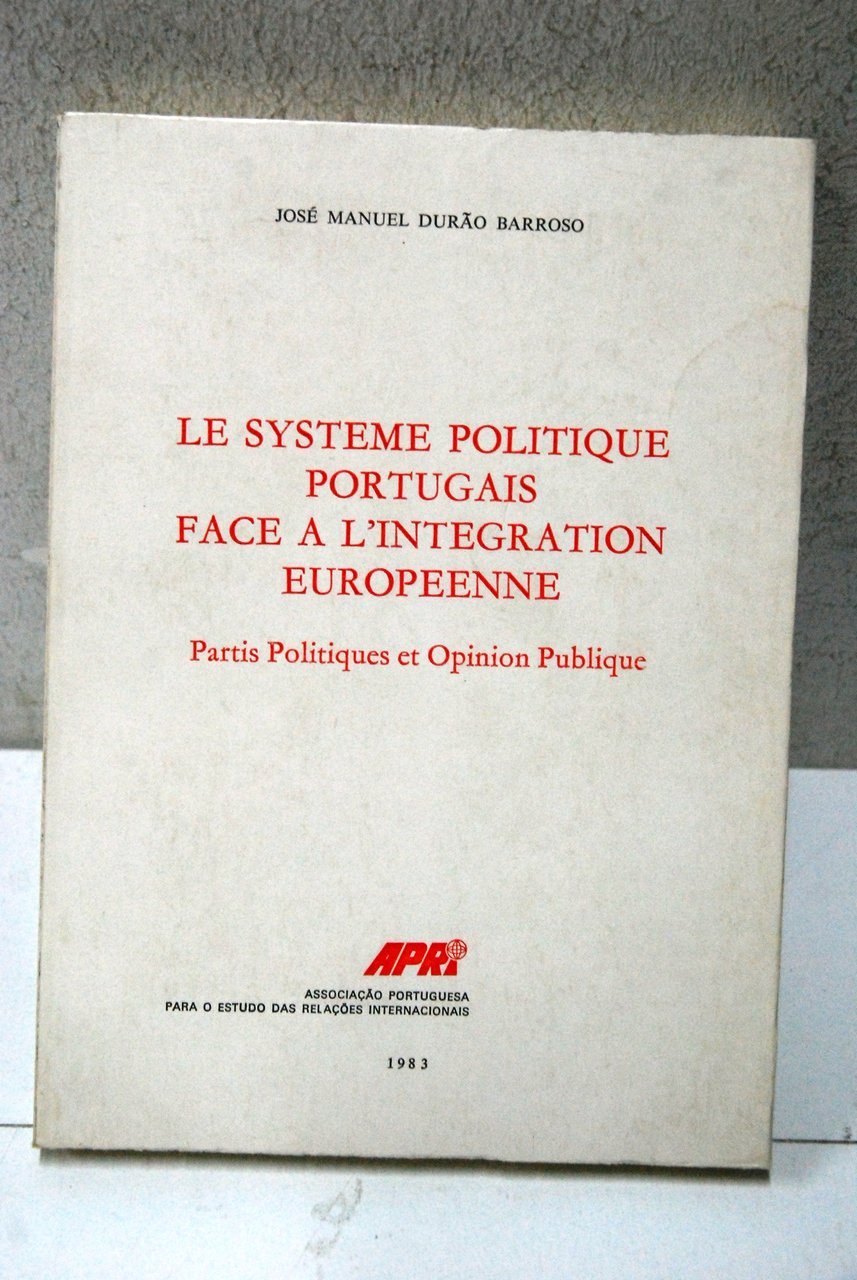 JOSÉ MANUEL DURÃO BARROSO
LE SYSTEME POLITIQUE
PORTUGAIS
FACE A L'INTEGRATION
EUROPEENNE
Partis Politiques et Opinion Publique
APRI
ASSOCIAÇÃO PORTUGUESA
PARA O ESTUDO DAS RELAÇÕES INTERNACIONAIS
1983